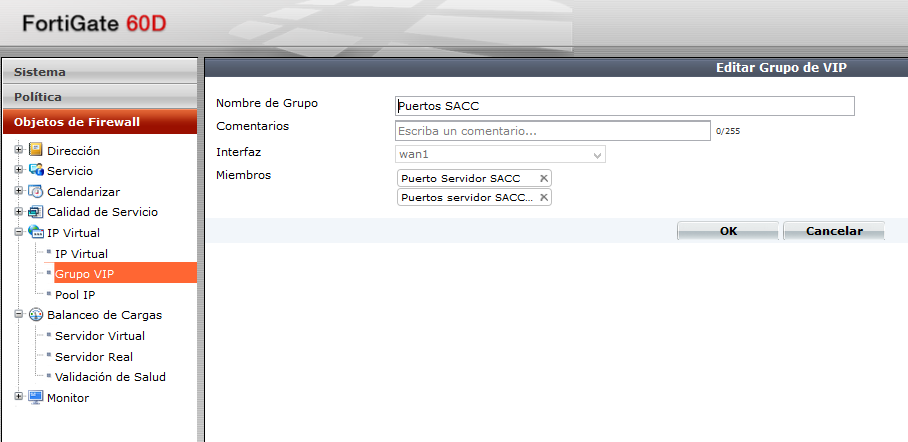 FortiGate 60D
Sistema
Política
Objetos de Firewall
Dirección
Servicio
Calendarizar
Calidad de Servicio
IP Virtual
IP Virtual
Grupo VIP
Pool IP
Balanceo de Cargas
Servidor Virtual
Servidor Real
Validación de Salud
Monitor
Editar Grupo de VIP
Nombre de Grupo Puertos SACC
Comentarios Escriba un comentario... 0/255
Interfaz wan1
Miembros Puerto Servidor SACC
Puertos servidor SACC...
OK Cancelar